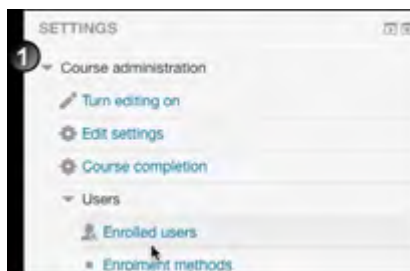 SETTINGS
1
Course administration
Turn editing on
Edit settings
Course completion
Users
Enrolled users
Enrolment methods